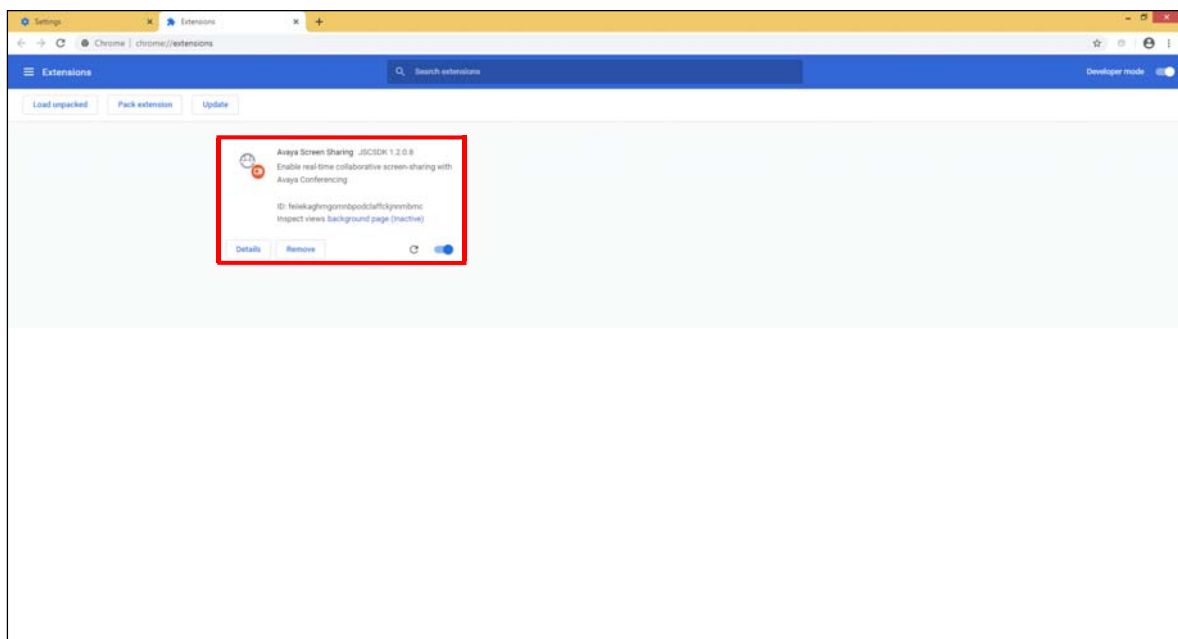 Settings
Extensions
Chrome | chrome://extensions
Extensions
Search extensions
Developer mode
Load unpacked
Pack extension
Update
Avaya Screen Sharing JSCSDK 1.2.0.8
Enable real-time collaborative screen-sharing with
Avaya Conferencing
ID:
Inspect views background page (Inactive)
Details
Remove